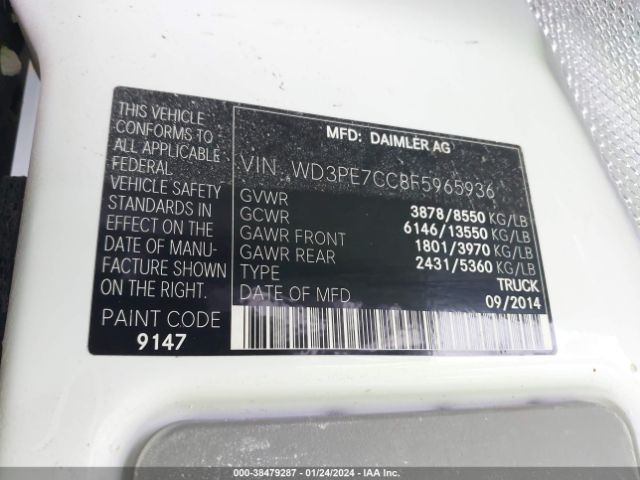 THIS VEHICLE
CONFORMS TO
ALL APPLICABLE
FEDERAL
VEHICLE SAFETY
STANDARDS IN
EFFECT ON THE
DATE OF MANU-
FACTURE SHOWN
ON THE RIGHT.
PAINT CODE
9147
MFD: DAIMLER AG
VIN WD3PE7CC8F5965936
GVWR 3878/8550 KG/LB
GCWR 6146/13550 KG/LB
GAWR FRONT 1801/3970 KG/LB
GAWR REAR 2431/5360 KG/LB
TYPE TRUCK
DATE OF MFD 09/2014
000-38479287 - 01/24/2024 - IAA Inc.